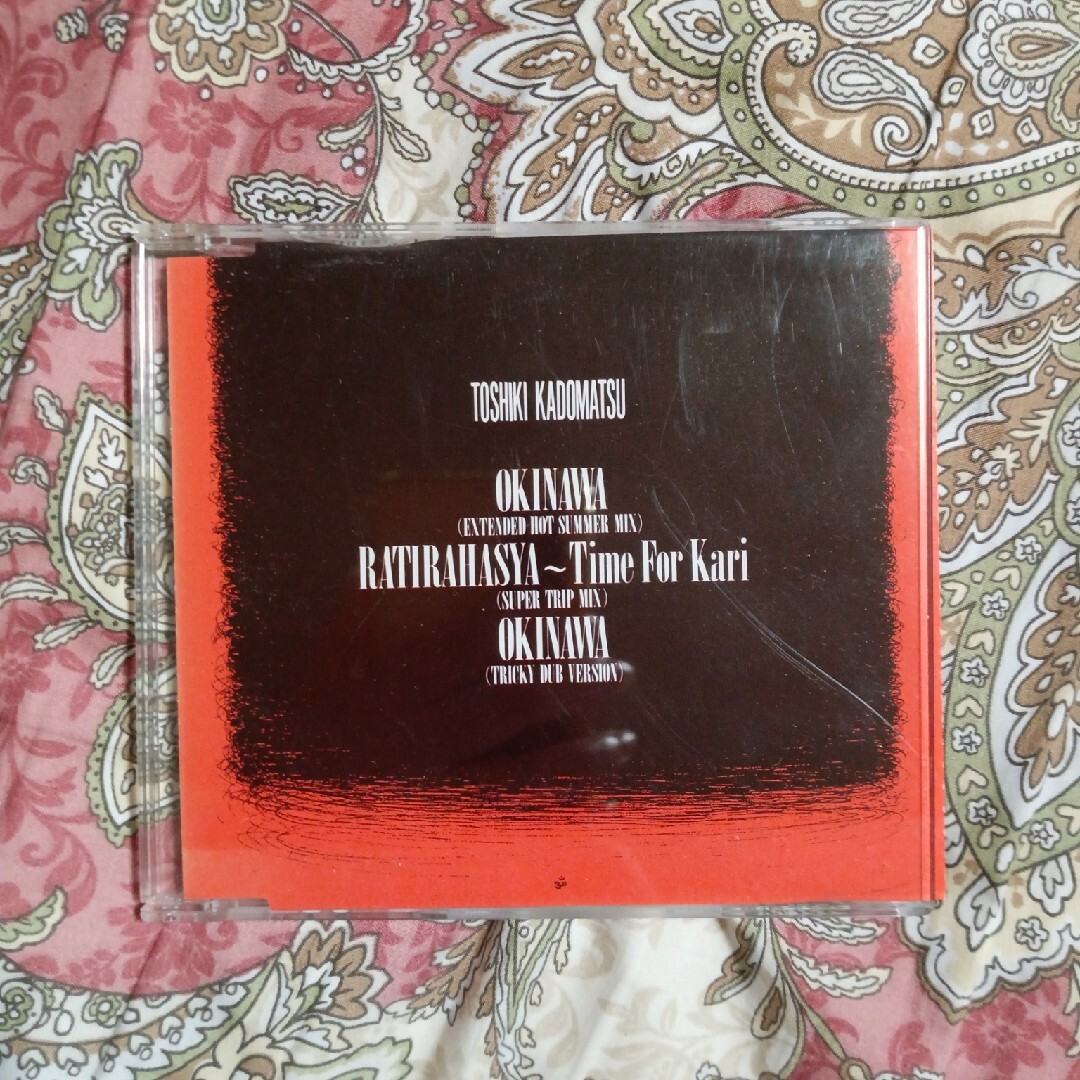 TOSHIKI KADOMATSU
OKINAWA
(EXTENDED HOT SUMMER MIX)
RATIRAHASYA~Time For Kari
(SUPER TRIP MIX)
OKINAWA
(TRICKY DUB VERSION)